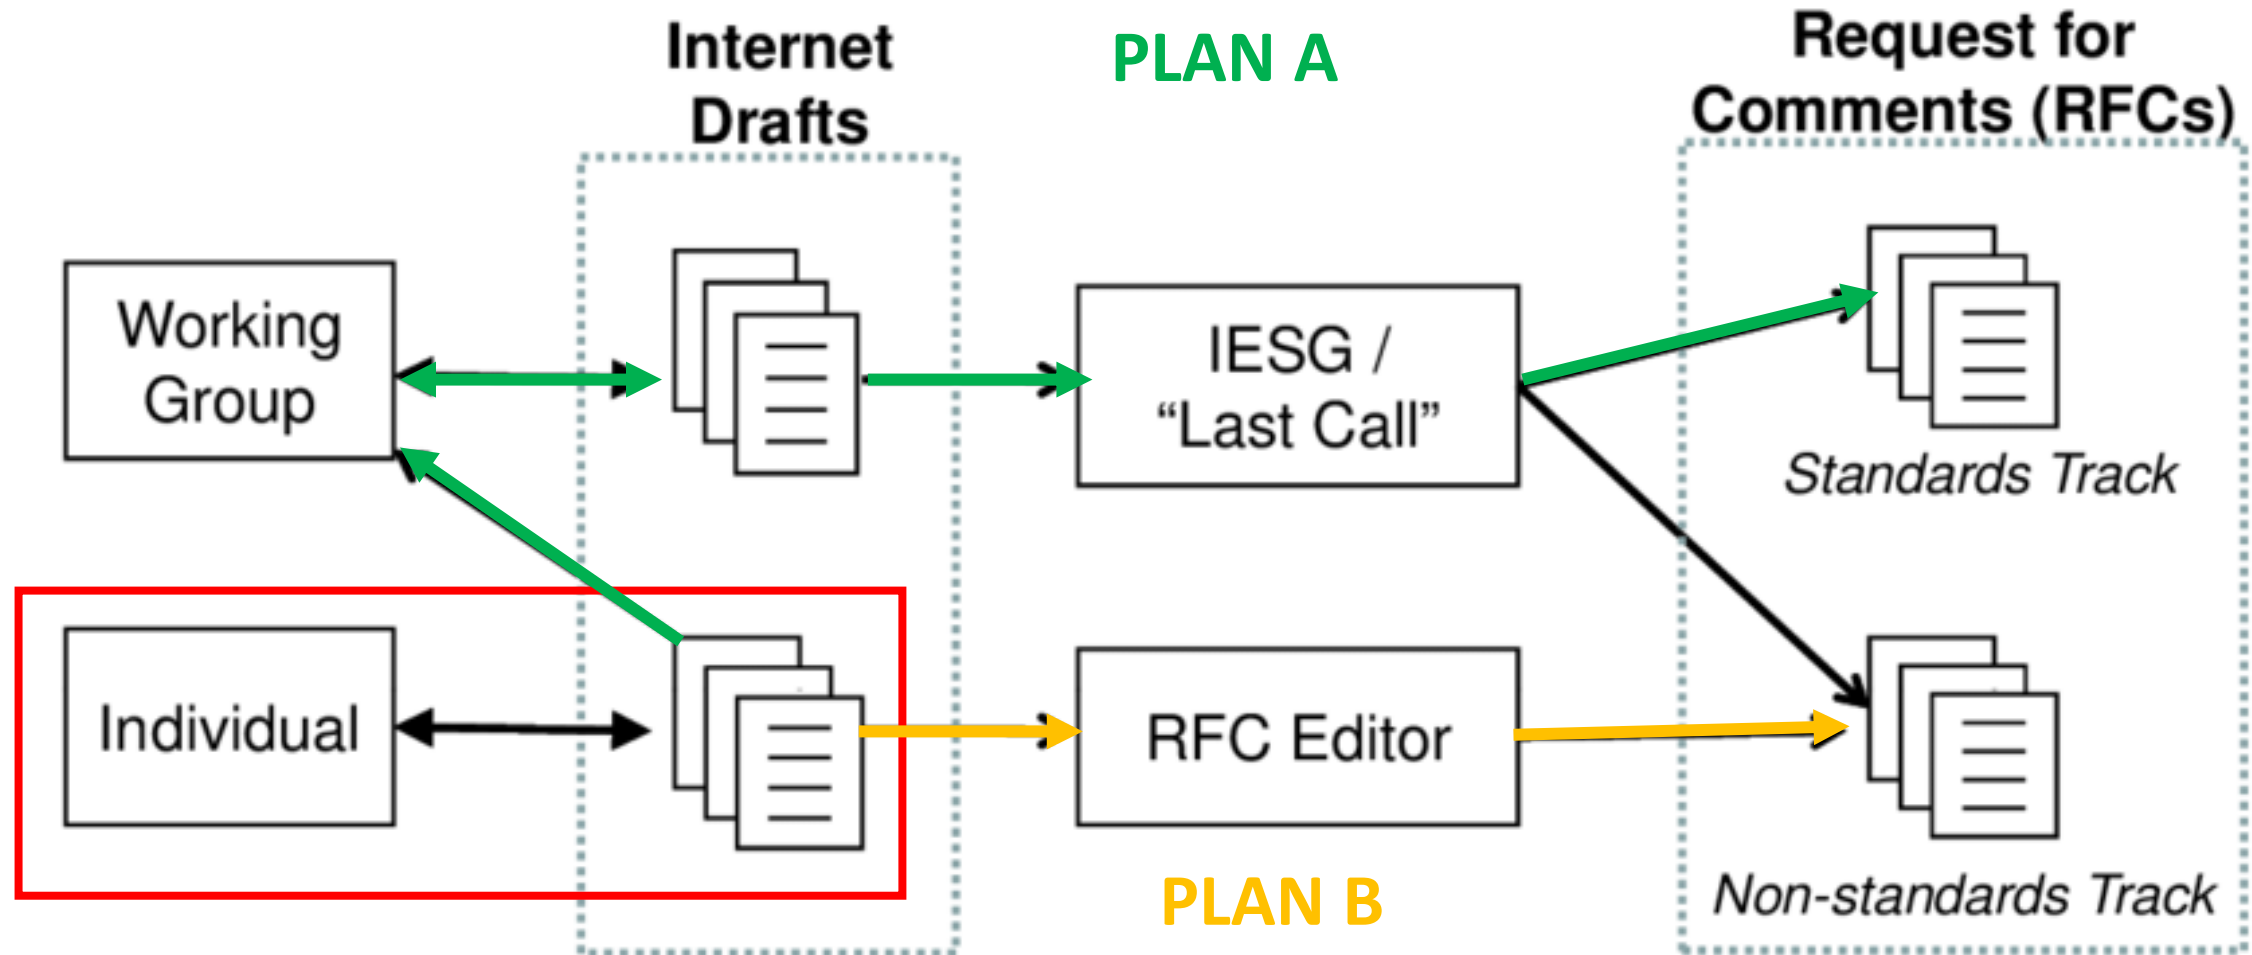 Internet
Drafts
PLAN A
Request for
Comments (RFCs)
Working
Group
IESG /
“Last Call”
Standards Track
Individual
RFC Editor
PLAN B
Non-standards Track